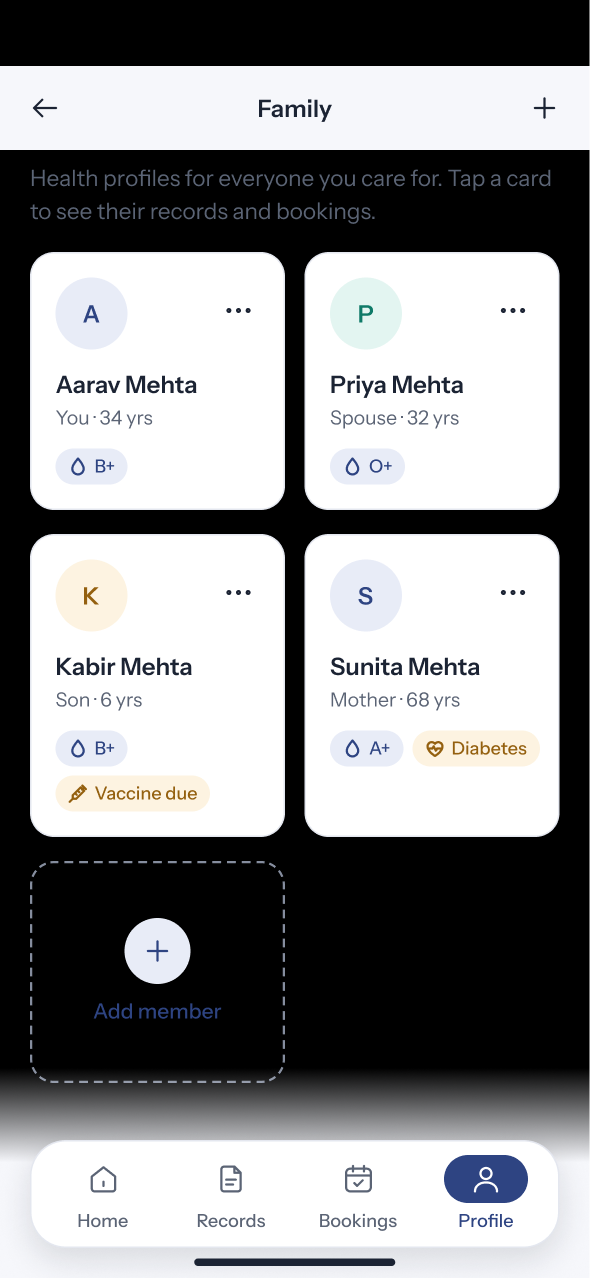 Family
Health profiles for everyone you care for. Tap a card
to see their records and bookings.
A
Aarav Mehta
You · 34 yrs
B+
P
Priya Mehta
Spouse · 32 yrs
O+
K
Kabir Mehta
Son · 6 yrs
B+
Vaccine due
S
Sunita Mehta
Mother · 68 yrs
A+ Diabetes
Add member
Home Records Bookings Profile